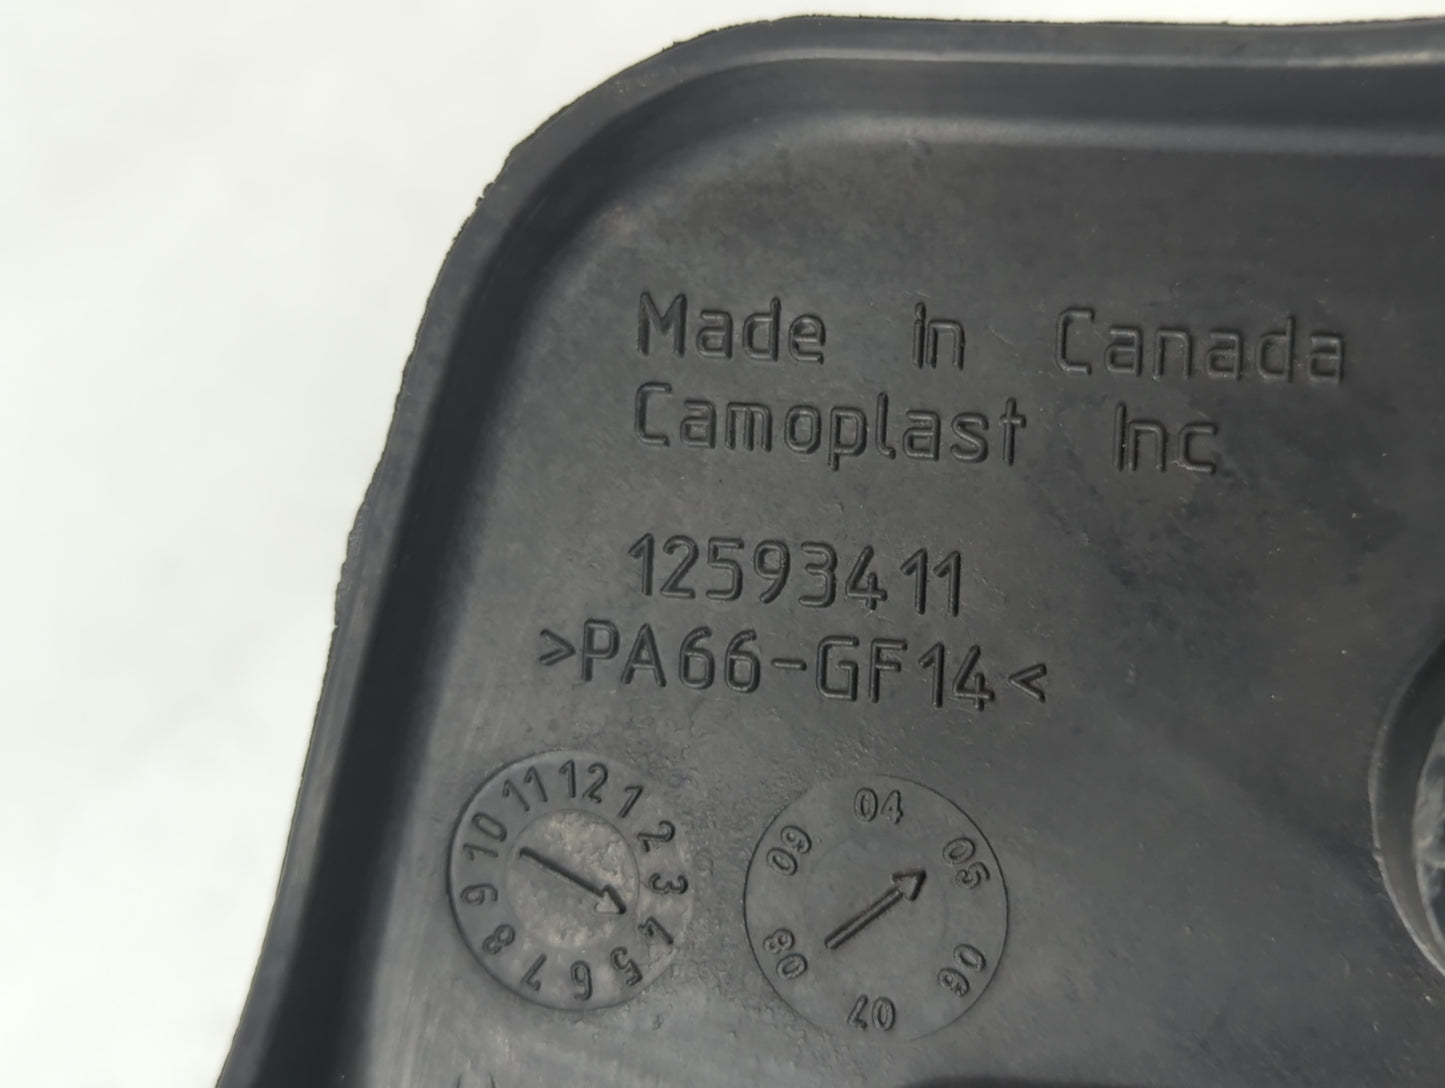 Made in Canada
Camoplast Inc
12593411
>PA66-GF14<
12 1 2 3 4 5 6 7 8 9 10 11
04 05 06 07 08 09